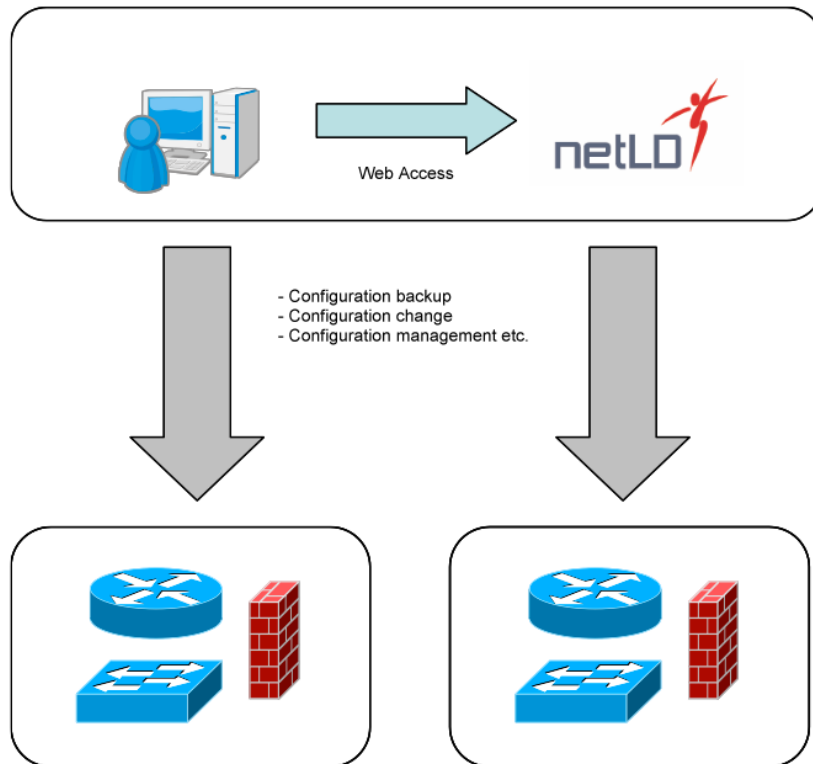 netLD
Web Access
- Configuration backup
- Configuration change
- Configuration management etc.